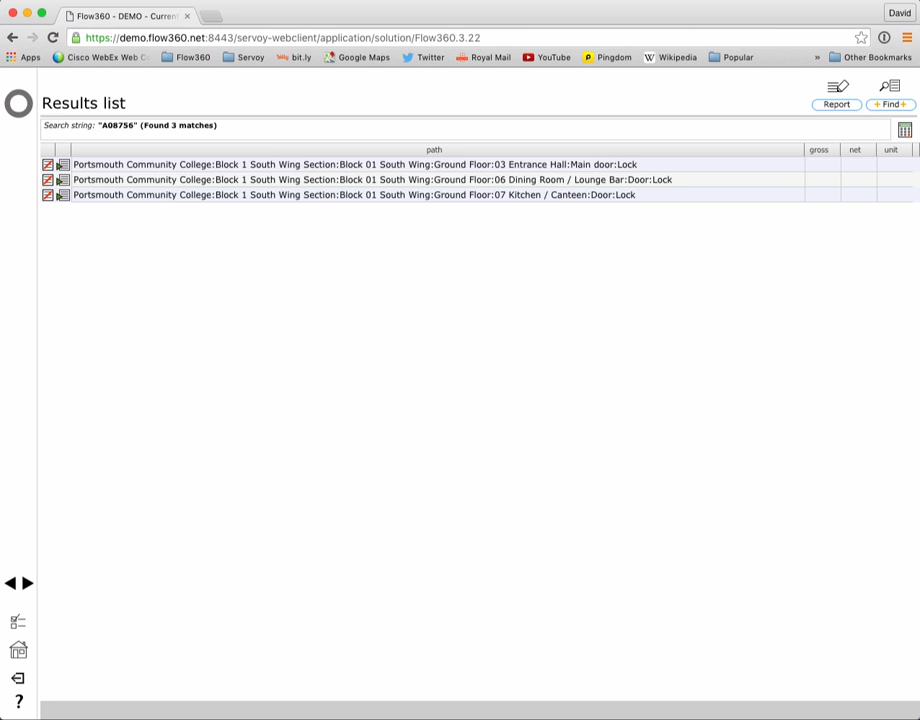 Flow360 - DEMO - Current
David
https://demo.flow360.net:8443/servoy-webclient/application/solution/Flow360.3.22
Apps Cisco WebEx Web C Flow360 Servoy bit.ly Google Maps Twitter Royal Mail YouTube Pingdom Wikipedia Popular » Other Bookmarks
Results list
Report +Find+
Search string: "A08756" (Found 3 matches)
path gross net unit
Portsmouth Community College:Block 1 South Wing Section:Block 01 South Wing:Ground Floor:03 Entrance Hall:Main door:Lock
Portsmouth Community College:Block 1 South Wing Section:Block 01 South Wing:Ground Floor:06 Dining Room / Lounge Bar:Door:Lock
Portsmouth Community College:Block 1 South Wing Section:Block 01 South Wing:Ground Floor:07 Kitchen / Canteen:Door:Lock
?